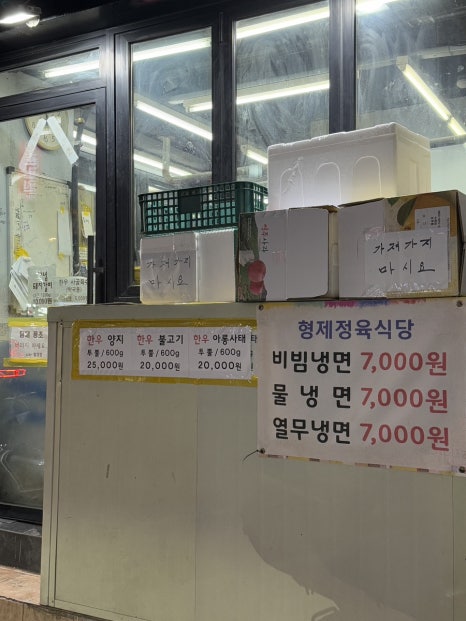 가져가지
마시요
가져가지
마시요
한우 양지
투뿔/600g
25,000원
한우 불고기
투뿔/600g
20,000원
한우 아롱사태
투뿔/600g
20,000원
형제정육식당
비빔냉면 7,000원
물냉면 7,000원
열무냉면 7,000원